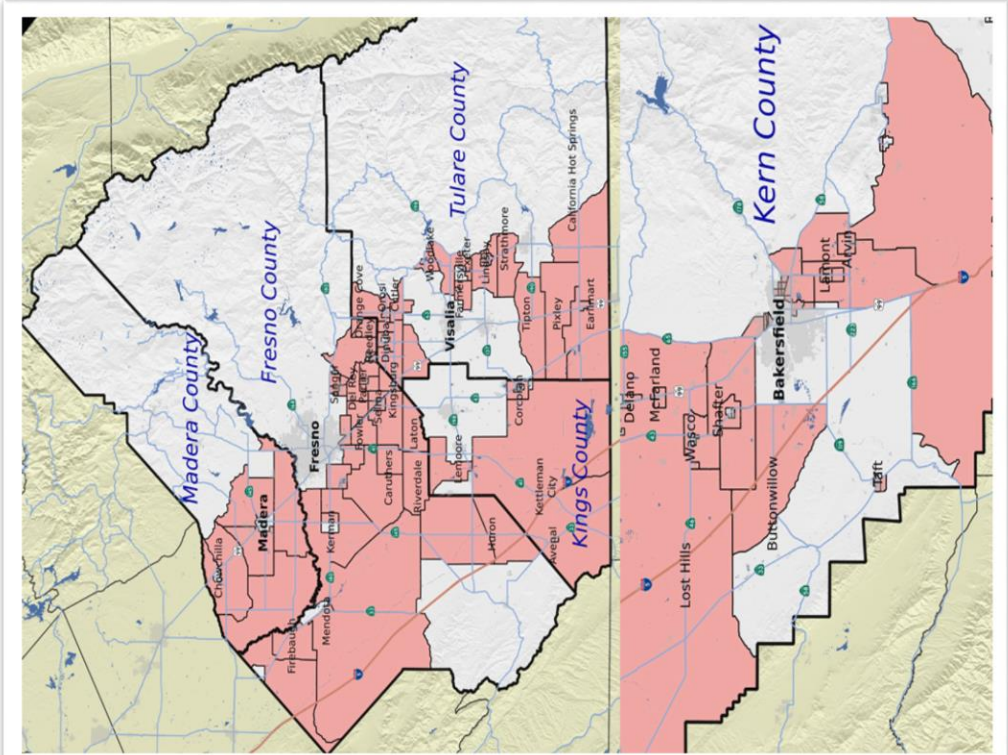 Kern County
Tulare County
Fresno County
Madera County
Kings County
California Hot Springs
Woodlake
Exeter
Farmersville
Lindsay
Strathmore
Visalia
Tipton
Pixley
Earlimart
Orange Cove
Orosi
Cutler
Dinuba
Reedley
Sanger
Del Rey
Parlier
Selma
Kingsburg
Fowler
Fresno
Laton
Caruthers
Riverdale
Lemoore
Corcoran
Kettleman
City
Avenal
Huron
Kerman
Mendota
Firebaugh
Madera
Chowchilla
Delano
McFarland
Wasco
Shafter
Bakersfield
Lamont
Arvin
Buttonwillow
Lost Hills
Taft
99
5